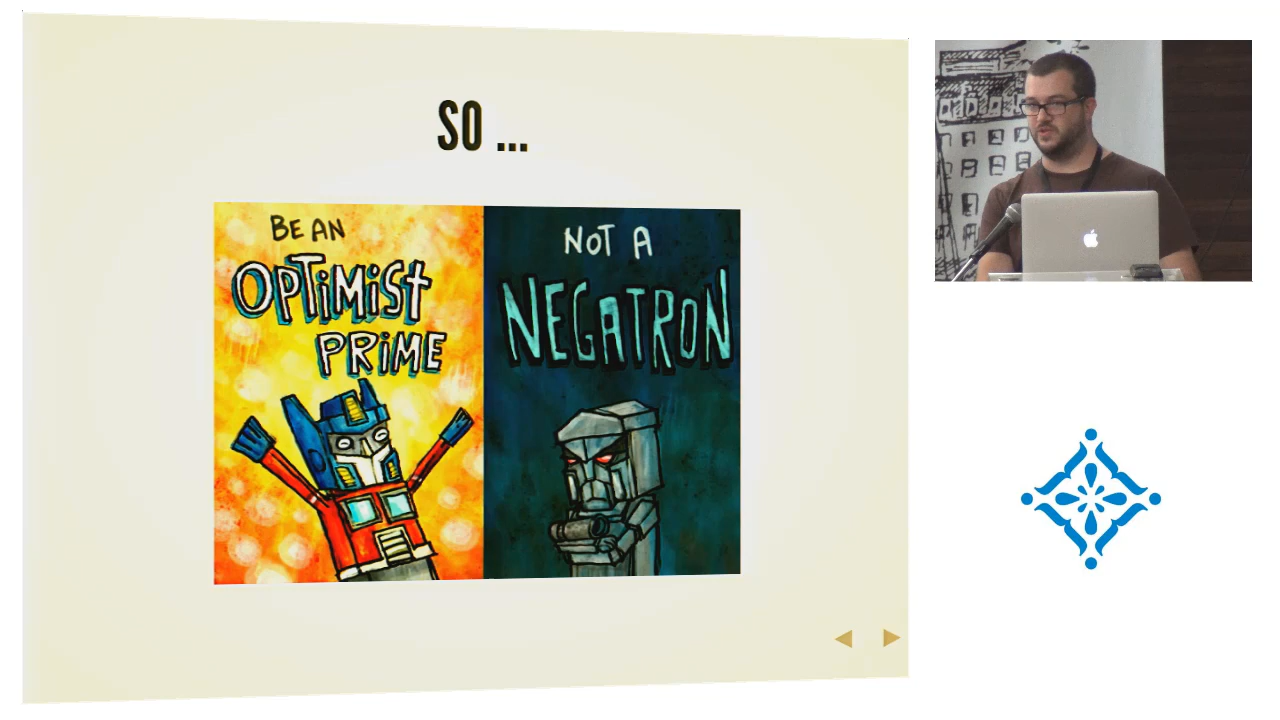 SO ...
BE AN
OPTiMiST
PRiME
NOT A
NEGATRON